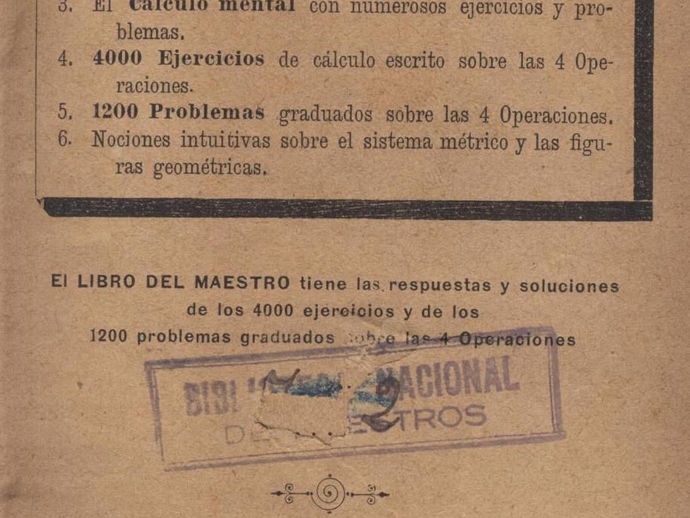 3. El Cálculo mental con numerosos ejercicios y pro-
blemas.
4. 4000 Ejercicios de cálculo escrito sobre las 4 Ope-
raciones.
5. 1200 Problemas graduados sobre las 4 Operaciones.
6. Nociones intuitivas sobre el sistema métrico y las figu-
ras geométricas.
El LIBRO DEL MAESTRO tiene las respuestas y soluciones
de los 4000 ejercicios y de los
1200 problemas graduados sobre las 4 Operaciones
NACIONAL